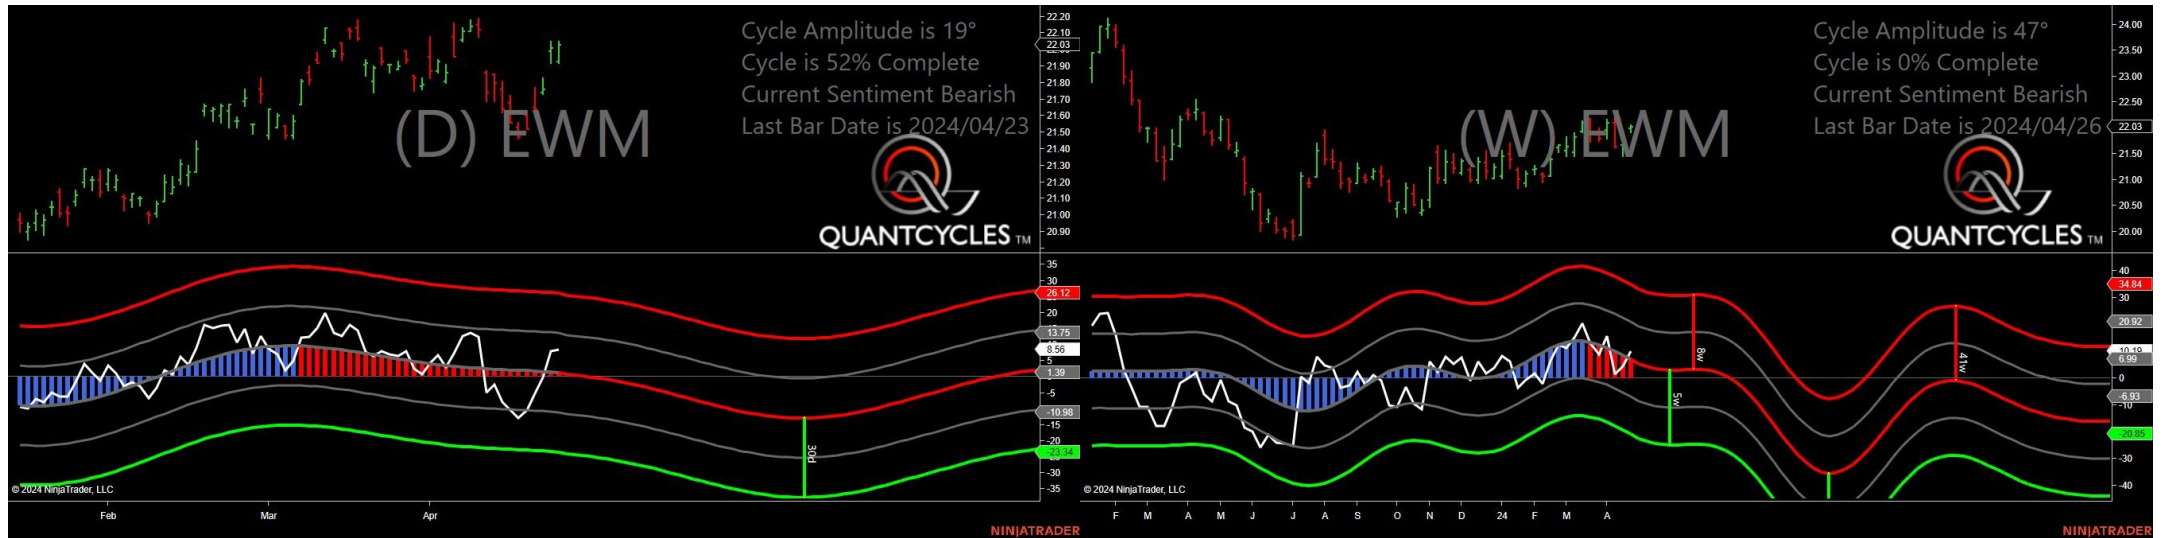 Cycle Amplitude is 19°
Cycle is 52% Complete
Current Sentiment Bearish
Last Bar Date is 2024/04/23
(D) EWM
QUANTCYCLES TM
22.20
22.10
22.03
21.90
21.80
21.70
21.60
21.50
21.40
21.30
21.20
21.10
21.00
20.90
35
30
26.12
20
13.75
8.56
5
1.39
-5
-10.98
-15
-20
-23.34
-30
-35
30d
© 2024 NinjaTrader, LLC
Feb Mar Apr
NINJATRADER
Cycle Amplitude is 47°
Cycle is 0% Complete
Current Sentiment Bearish
Last Bar Date is 2024/04/26
(W) EWM
QUANTCYCLES TM
24.00
23.50
23.00
22.50
22.03
21.50
21.00
20.50
20.00
40
34.84
30
20.92
10.19
6.99
0
-6.93
-10
-20.85
-30
-40
8w
5w
41w
© 2024 NinjaTrader, LLC
F M A M J J A S O N D 24 F M A
NINJATRADER